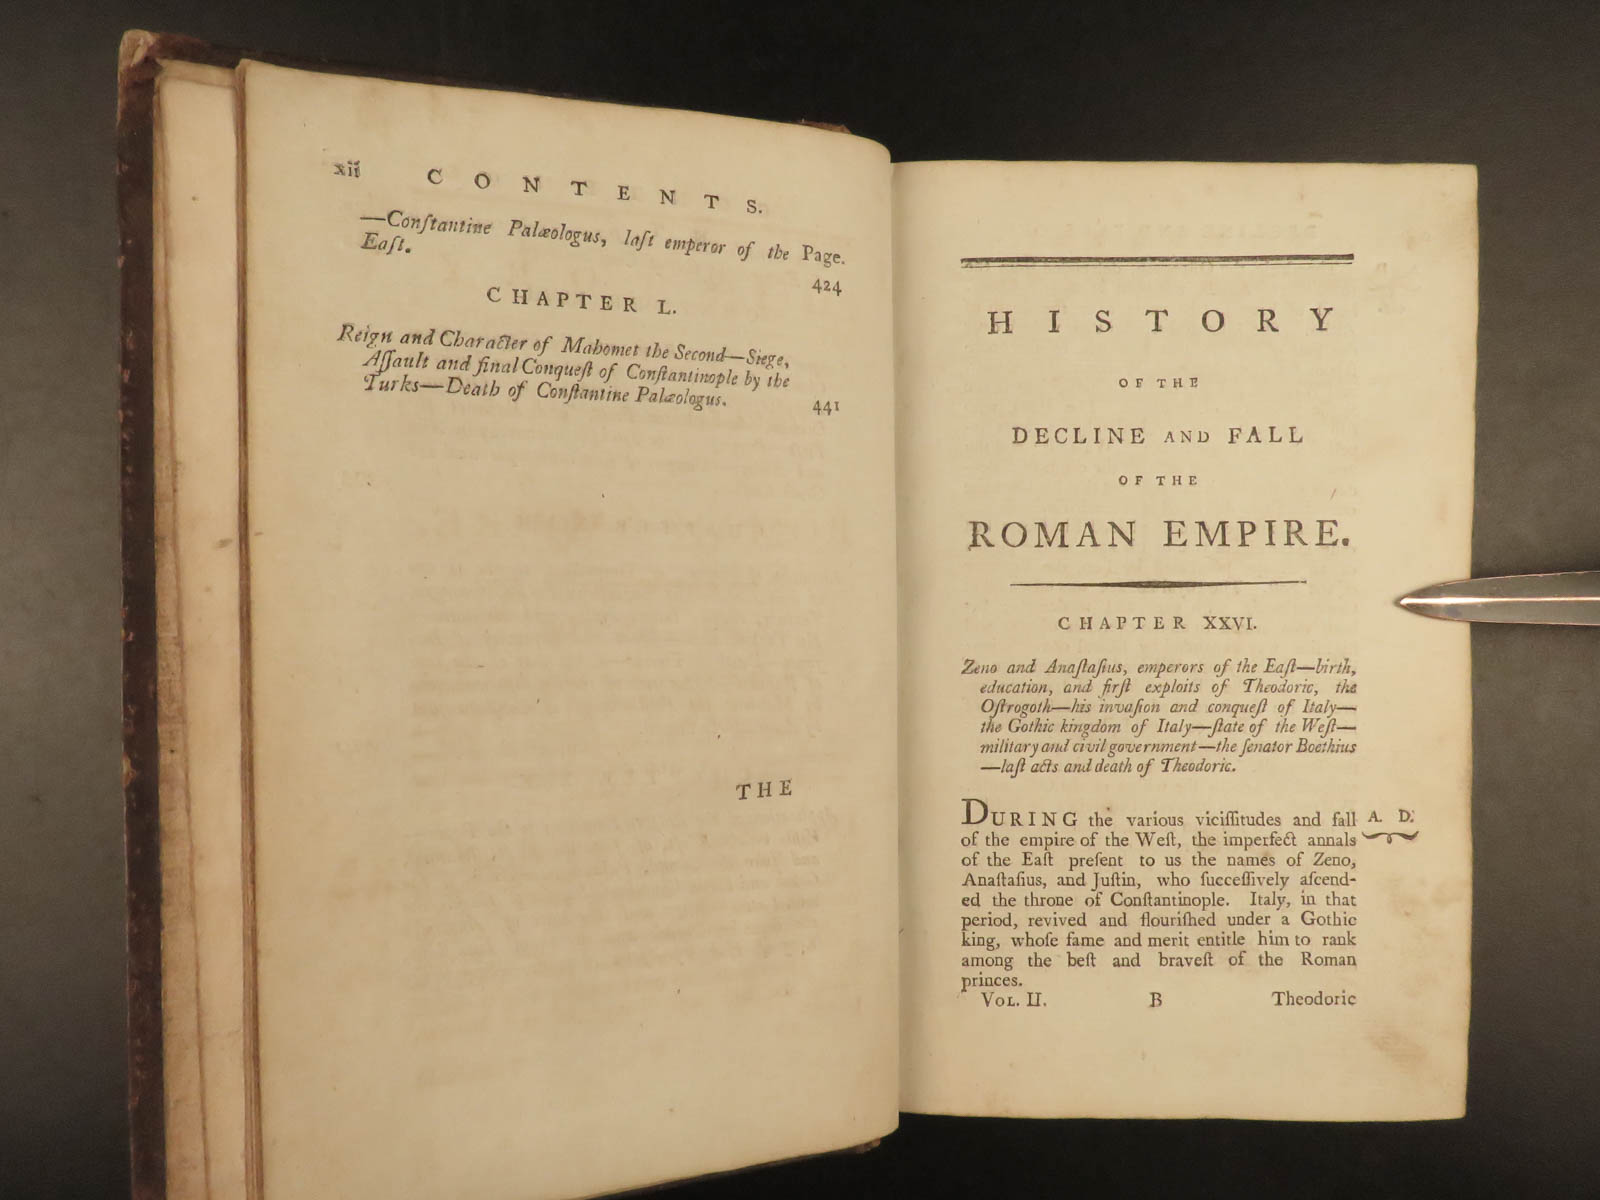 xii CONTENTS.
—Conſtantine Palæologus, laſt emperor of the Page.
Eaſt. 424
CHAPTER L.
Reign and Character of Mahomet the Second—Siege,
Aſſault and final Conqueſt of Conſtantinople by the
Turks—Death of Conſtantine Palæologus. 441
THE
HISTORY
OF THE
DECLINE AND FALL
OF THE
ROMAN EMPIRE.
CHAPTER XXVI.
Zeno and Anaſtaſius, emperors of the Eaſt—birth,
education, and firſt exploits of Theodoric, the
Oſtrogoth—his invaſion and conqueſt of Italy—
the Gothic kingdom of Italy—ſtate of the Weſt—
military and civil government—the ſenator Boethius
—laſt acts and death of Theodoric.
DURING the various viciſſitudes and fall A. D.
of the empire of the Weſt, the imperfect annals
of the Eaſt preſent to us the names of Zeno,
Anaſtaſius, and Juſtin, who ſucceſſively aſcend-
ed the throne of Conſtantinople. Italy, in that
period, revived and flouriſhed under a Gothic
king, whoſe fame and merit entitle him to rank
among the beſt and braveſt of the Roman
princes.
VOL. II. B Theodoric